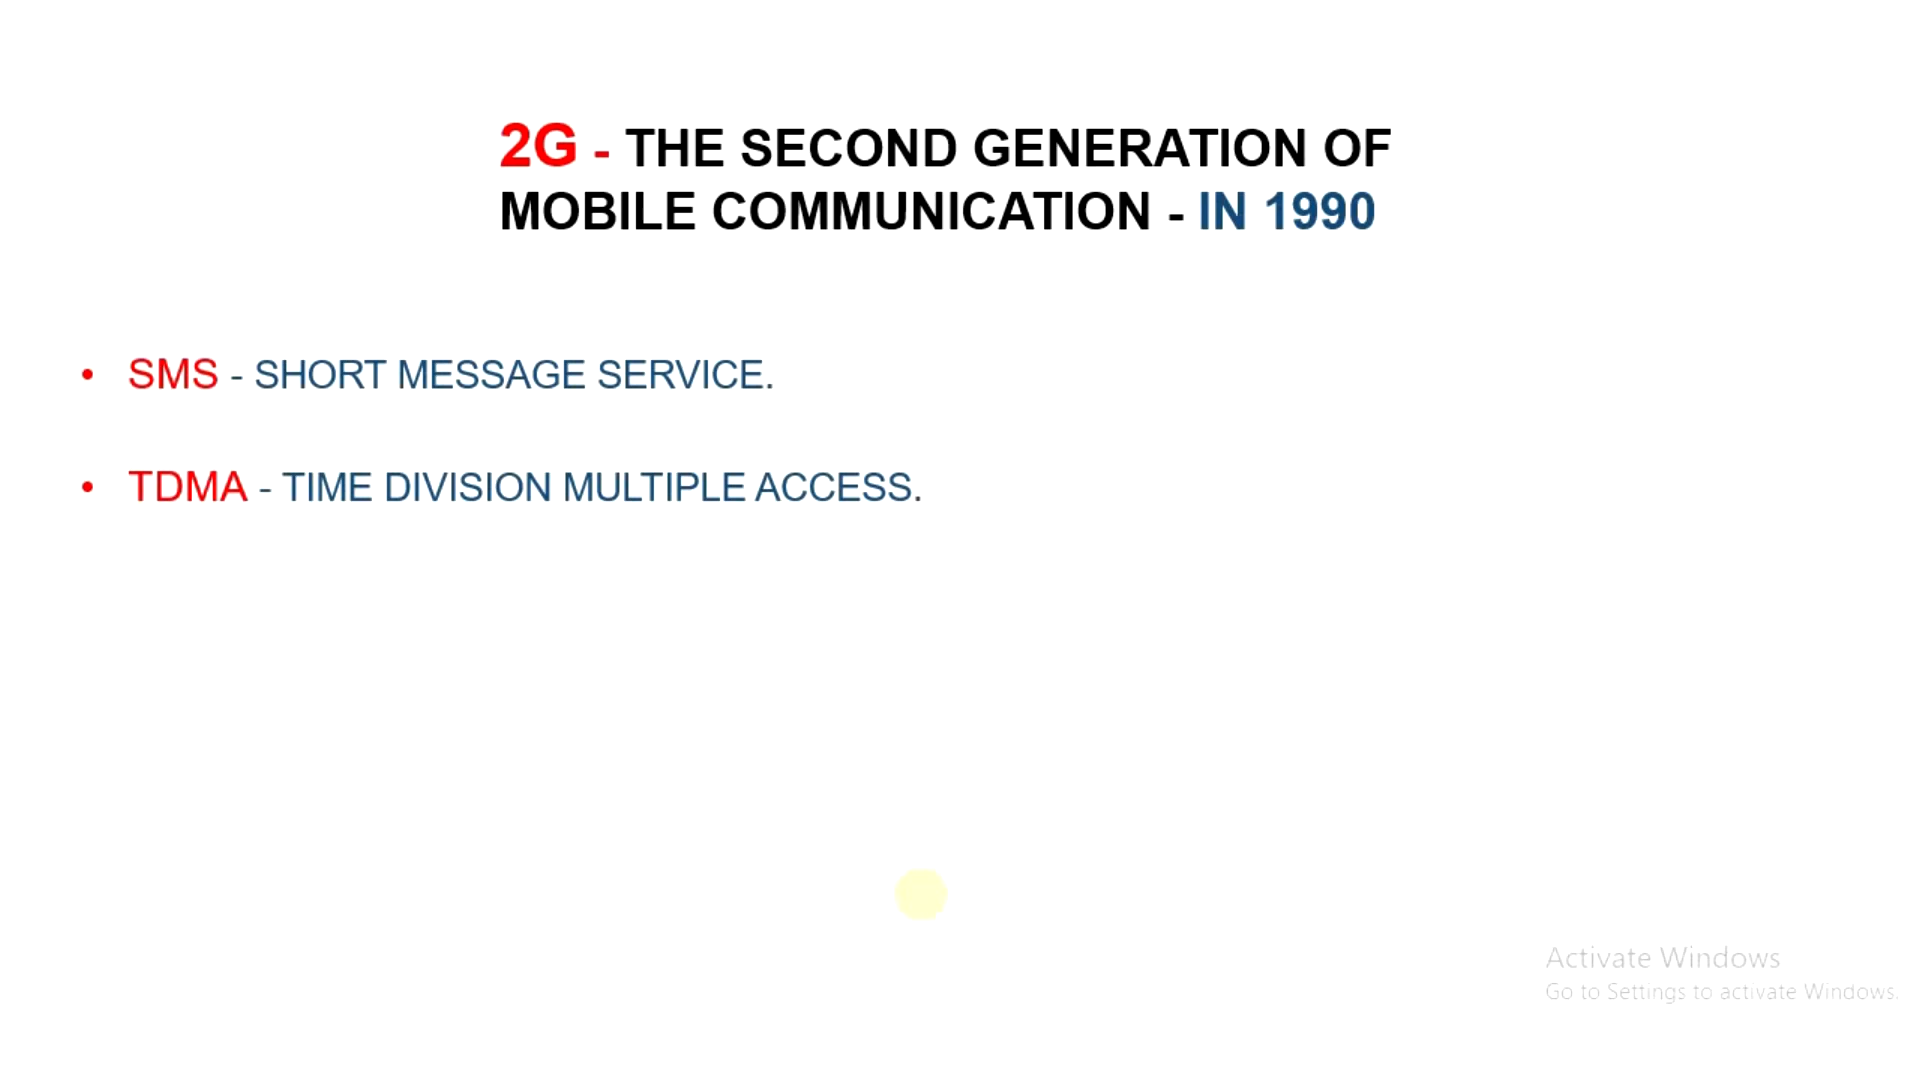 2G - THE SECOND GENERATION OF
MOBILE COMMUNICATION - IN 1990
• SMS - SHORT MESSAGE SERVICE.
• TDMA - TIME DIVISION MULTIPLE ACCESS.
Activate Windows
Go to Settings to activate Windows.